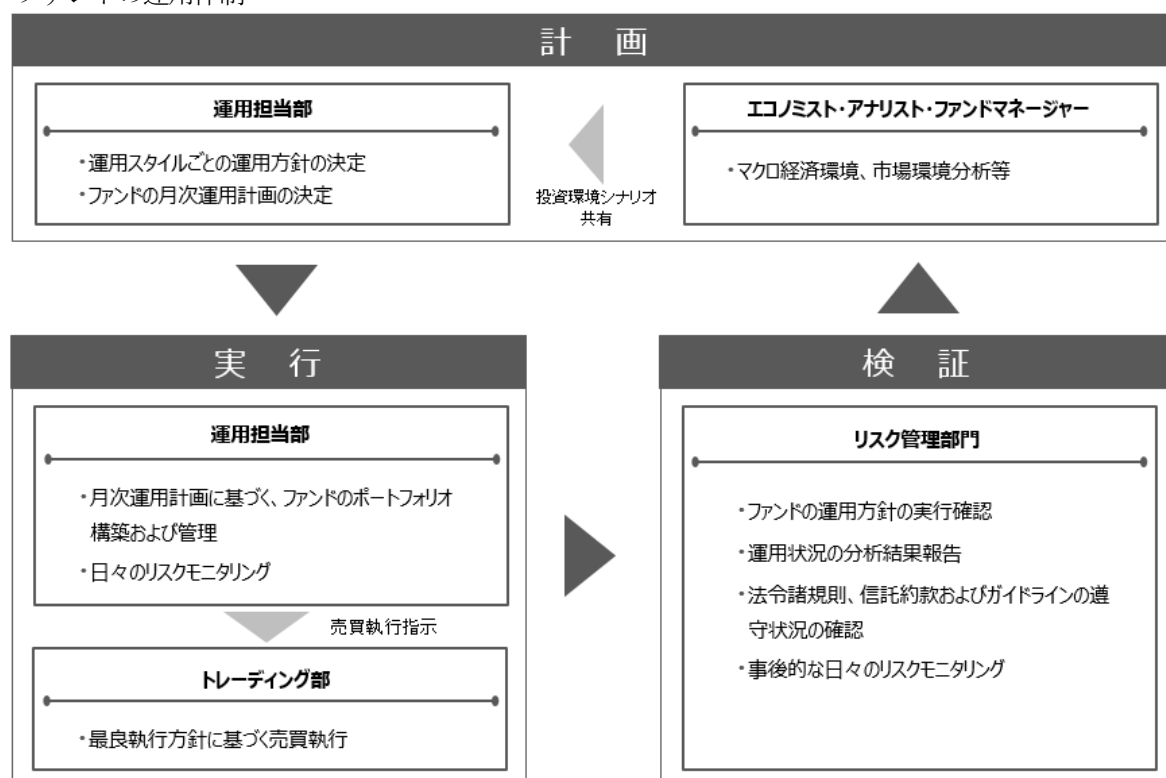 ファンドの運用体制
計 画
運用担当部
・運用スタイルごとの運用方針の決定
・ファンドの月次運用計画の決定
投資環境シナリオ
共有
エコノミスト・アナリスト・ファンドマネージャー
・マクロ経済環境、市場環境分析等
実 行
運用担当部
・月次運用計画に基づく、ファンドのポートフォリオ
構築および管理
・日々のリスクモニタリング
売買執行指示
トレーディング部
・最良執行方針に基づく売買執行
検 証
リスク管理部門
・ファンドの運用方針の実行確認
・運用状況の分析結果報告
・法令諸規則、信託約款およびガイドラインの遵
守状況の確認
・事後的な日々のリスクモニタリング